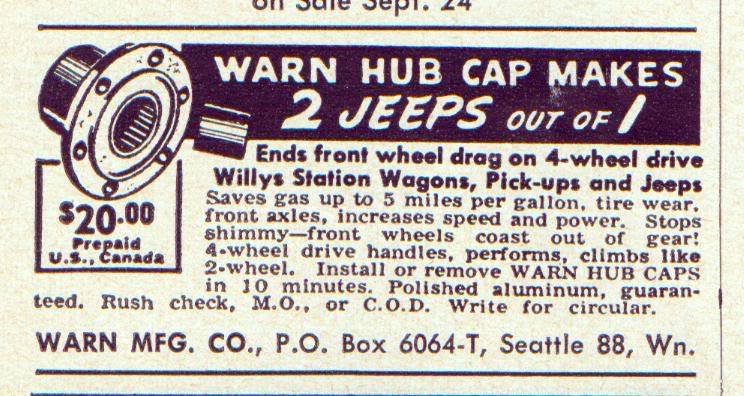 on Sale Sept. 24
WARN HUB CAP MAKES
2 JEEPS OUT OF 1
Ends front wheel drag on 4-wheel drive
Willys Station Wagons, Pick-ups and Jeeps
$20.00
Prepaid
U.S., Canada
Saves gas up to 5 miles per gallon, tire wear,
front axles, increases speed and power. Stops
shimmy—front wheels coast out of gear!
4-wheel drive handles, performs, climbs like
2-wheel. Install or remove WARN HUB CAPS
in 10 minutes. Polished aluminum, guaran-
teed. Rush check, M.O., or C.O.D. Write for circular.
WARN MFG. CO., P.O. Box 6064-T, Seattle 88, Wn.